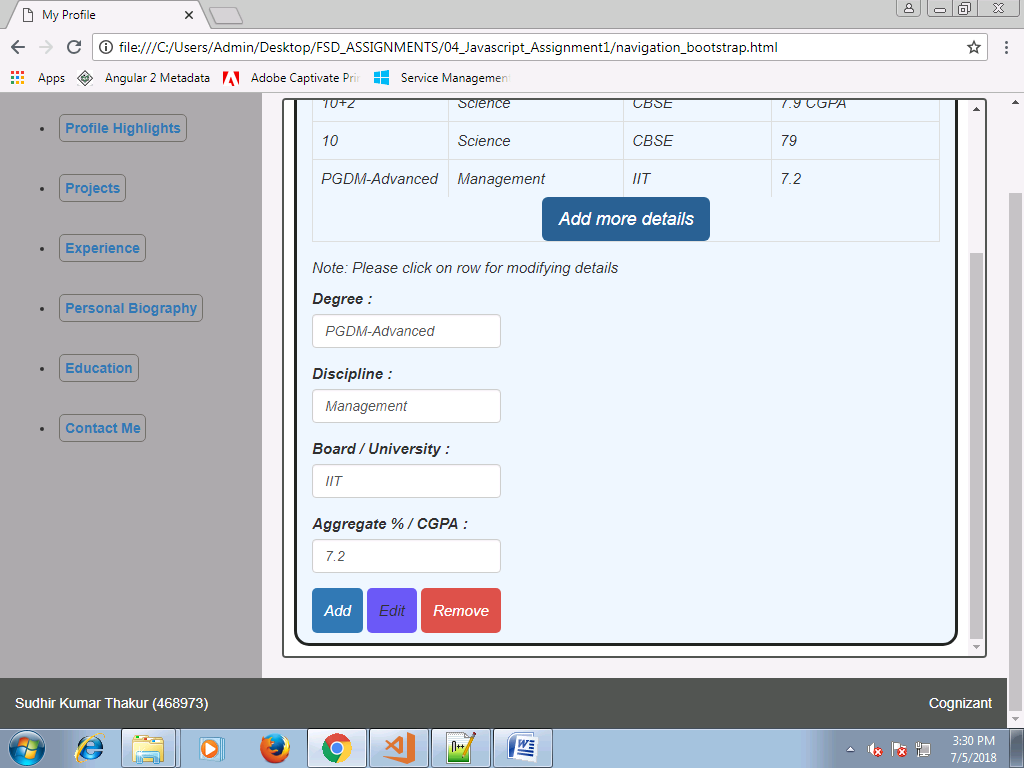 My Profile
file:///C:/Users/Admin/Desktop/FSD_ASSIGNMENTS/04_Javascript_Assignment1/navigation_bootstrap.html
Apps Angular 2 Metadata Adobe Captivate Pri Service Managemen
Profile Highlights
Projects
Experience
Personal Biography
Education
Contact Me
10+2 Science CBSE 7.9 CGPA
10 Science CBSE 79
PGDM-Advanced Management IIT 7.2
Add more details
Note: Please click on row for modifying details
Degree :
PGDM-Advanced
Discipline :
Management
Board / University :
IIT
Aggregate % / CGPA :
7.2
Add Edit Remove
Sudhir Kumar Thakur (468973) Cognizant
3:30 PM
7/5/2018